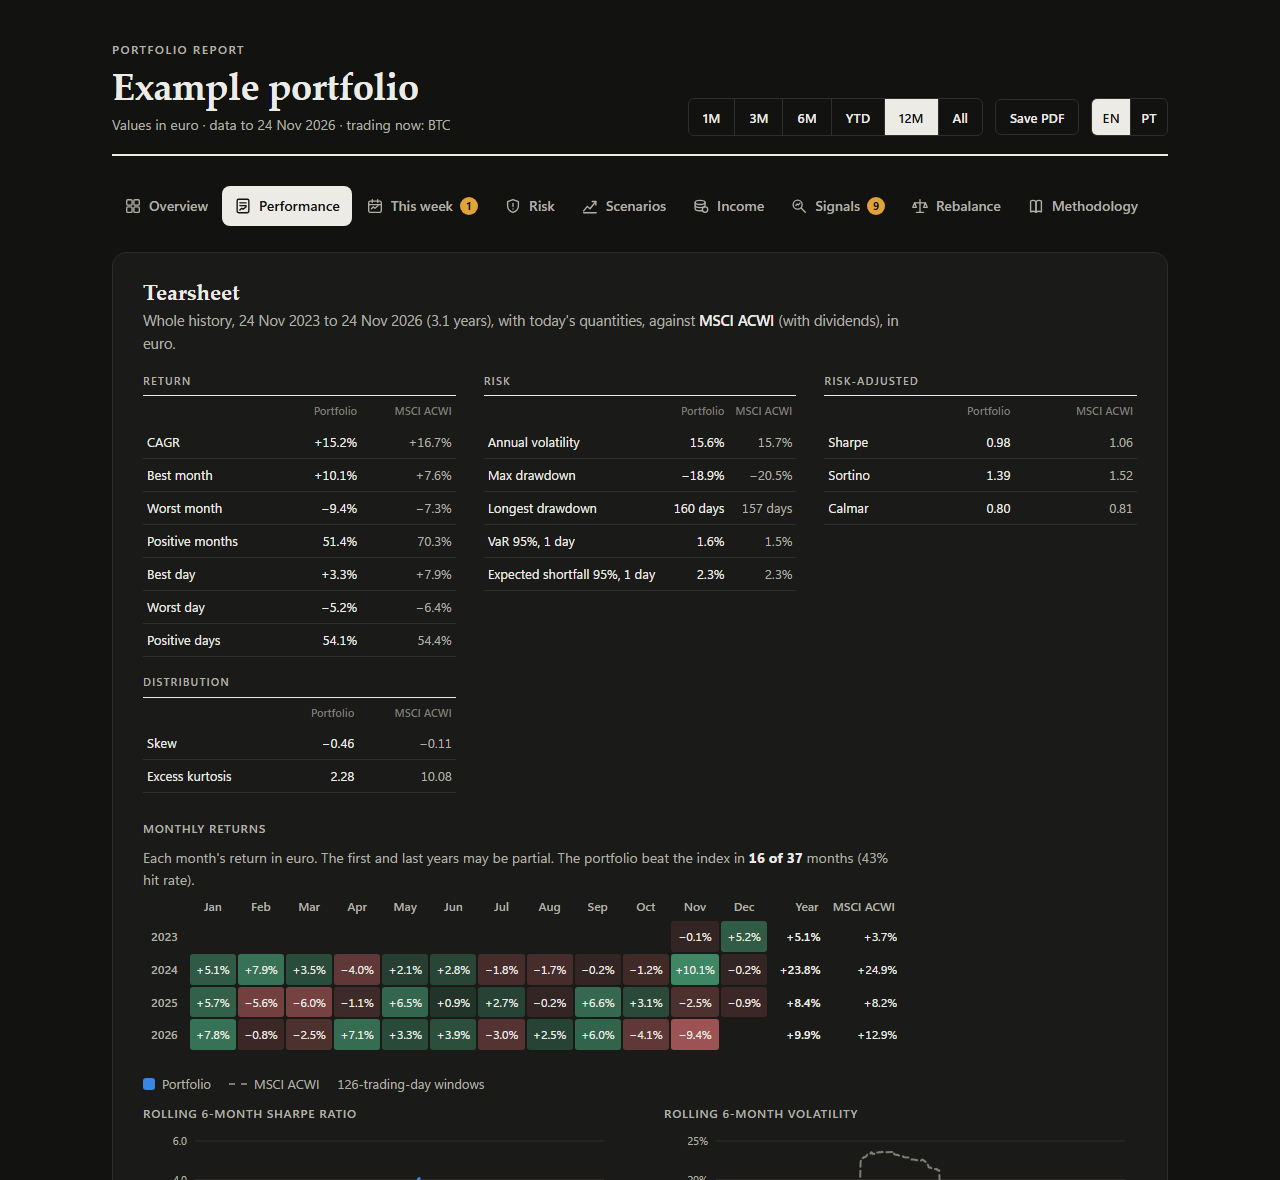 PORTFOLIO REPORT
Example portfolio
Values in euro · data to 24 Nov 2026 · trading now: BTC
1M 3M 6M YTD 12M All Save PDF EN PT
Overview Performance This week 1 Risk Scenarios Income Signals 9 Rebalance Methodology
Tearsheet
Whole history, 24 Nov 2023 to 24 Nov 2026 (3.1 years), with today's quantities, against MSCI ACWI (with dividends), in
euro.
RETURN
Portfolio MSCI ACWI
CAGR +15.2% +16.7%
Best month +10.1% +7.6%
Worst month −9.4% −7.3%
Positive months 51.4% 70.3%
Best day +3.3% +7.9%
Worst day −5.2% −6.4%
Positive days 54.1% 54.4%
RISK
Portfolio MSCI ACWI
Annual volatility 15.6% 15.7%
Max drawdown −18.9% −20.5%
Longest drawdown 160 days 157 days
VaR 95%, 1 day 1.6% 1.5%
Expected shortfall 95%, 1 day 2.3% 2.3%
RISK-ADJUSTED
Portfolio MSCI ACWI
Sharpe 0.98 1.06
Sortino 1.39 1.52
Calmar 0.80 0.81
DISTRIBUTION
Portfolio MSCI ACWI
Skew −0.46 −0.11
Excess kurtosis 2.28 10.08
MONTHLY RETURNS
Each month's return in euro. The first and last years may be partial. The portfolio beat the index in 16 of 37 months (43%
hit rate).
Jan Feb Mar Apr May Jun Jul Aug Sep Oct Nov Dec Year MSCI ACWI
2023 −0.1% +5.2% +5.1% +3.7%
2024 +5.1% +7.9% +3.5% −4.0% +2.1% +2.8% −1.8% −1.7% −0.2% −1.2% +10.1% −0.2% +23.8% +24.9%
2025 +5.7% −5.6% −6.0% −1.1% +6.5% +0.9% +2.7% −0.2% +6.6% +3.1% −2.5% −0.9% +8.4% +8.2%
2026 +7.8% −0.8% −2.5% +7.1% +3.3% +3.9% −3.0% +2.5% +6.0% −4.1% −9.4% +9.9% +12.9%
Portfolio MSCI ACWI 126-trading-day windows
ROLLING 6-MONTH SHARPE RATIO
6.0
4.0
ROLLING 6-MONTH VOLATILITY
25%
20%